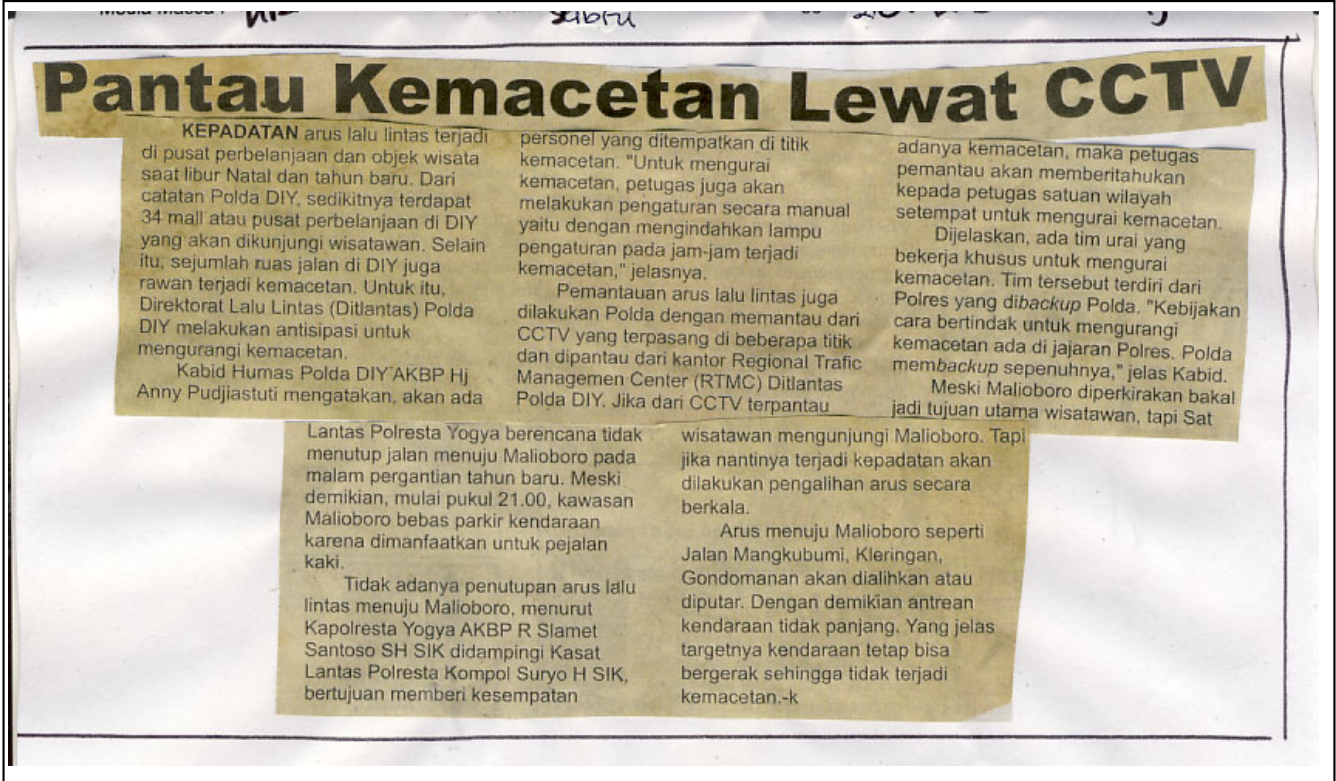 Media Massa :
Sabtu
Pantau Kemacetan Lewat CCTV
KEPADATAN arus lalu lintas terjadi
di pusat perbelanjaan dan objek wisata
saat libur Natal dan tahun baru. Dari
catatan Polda DIY, sedikitnya terdapat
34 mall atau pusat perbelanjaan di DIY
yang akan dikunjungi wisatawan. Selain
itu, sejumlah ruas jalan di DIY juga
rawan terjadi kemacetan. Untuk itu,
Direktorat Lalu Lintas (Ditlantas) Polda
DIY melakukan antisipasi untuk
mengurangi kemacetan.
Kabid Humas Polda DIY AKBP Hj
Anny Pudjiastuti mengatakan, akan ada
personel yang ditempatkan di titik
kemacetan. "Untuk mengurai
kemacetan, petugas juga akan
melakukan pengaturan secara manual
yaitu dengan mengindahkan lampu
pengaturan pada jam-jam terjadi
kemacetan," jelasnya.
Pemantauan arus lalu lintas juga
dilakukan Polda dengan memantau dari
CCTV yang terpasang di beberapa titik
dan dipantau dari kantor Regional Trafic
Managemen Center (RTMC) Ditlantas
Polda DIY. Jika dari CCTV terpantau
adanya kemacetan, maka petugas
pemantau akan memberitahukan
kepada petugas satuan wilayah
setempat untuk mengurai kemacetan.
Dijelaskan, ada tim urai yang
bekerja khusus untuk mengurai
kemacetan. Tim tersebut terdiri dari
Polres yang dibackup Polda. "Kebijakan
cara bertindak untuk mengurangi
kemacetan ada di jajaran Polres. Polda
membackup sepenuhnya," jelas Kabid.
Meski Malioboro diperkirakan bakal
jadi tujuan utama wisatawan, tapi Sat
Lantas Polresta Yogya berencana tidak
menutup jalan menuju Malioboro pada
malam pergantian tahun baru. Meski
demikian, mulai pukul 21.00, kawasan
Malioboro bebas parkir kendaraan
karena dimanfaatkan untuk pejalan
kaki.
Tidak adanya penutupan arus lalu
lintas menuju Malioboro, menurut
Kapolresta Yogya AKBP R Slamet
Santoso SH SIK didampingi Kasat
Lantas Polresta Kompol Suryo H SIK,
bertujuan memberi kesempatan
wisatawan mengunjungi Malioboro. Tapi
jika nantinya terjadi kepadatan akan
dilakukan pengalihan arus secara
berkala.
Arus menuju Malioboro seperti
Jalan Mangkubumi, Kleringan,
Gondomanan akan dialihkan atau
diputar. Dengan demikian antrean
kendaraan tidak panjang. Yang jelas
targetnya kendaraan tetap bisa
bergerak sehingga tidak terjadi
kemacetan.-k